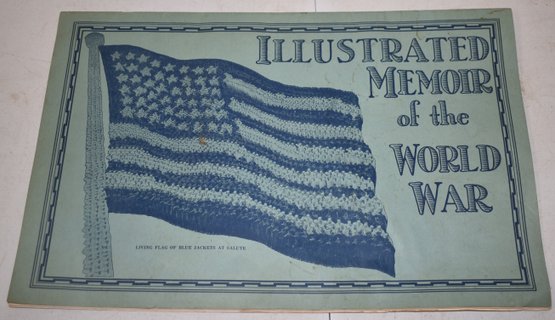 ILLUSTRATED
MEMOIR
of the
WORLD
WAR
LIVING FLAG OF BLUE JACKETS AT SALUTE.